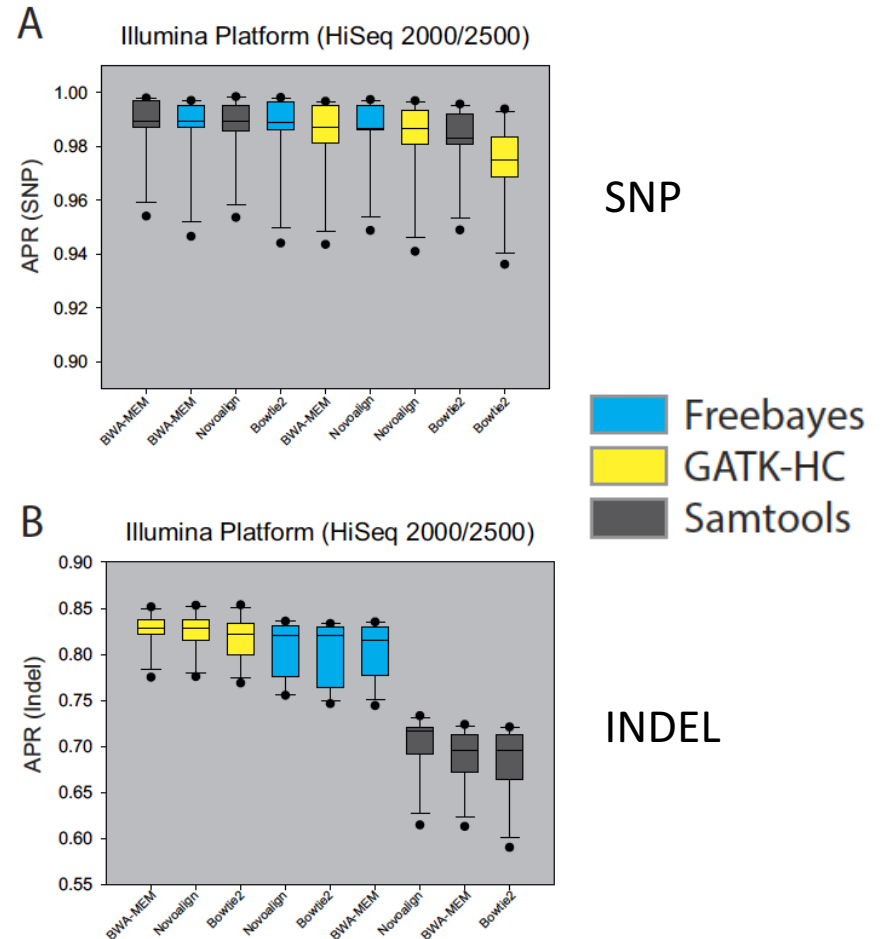 A
Illumina Platform (HiSeq 2000/2500)
APR (SNP)
1.00
0.98
0.96
0.94
0.92
0.90
BWA-MEM
BWA-MEM
Novoalign
Bowtie2
BWA-MEM
Novoalign
Novoalign
Bowtie2
Bowtie2
SNP
Freebayes
GATK-HC
Samtools
B
Illumina Platform (HiSeq 2000/2500)
APR (Indel)
0.90
0.85
0.80
0.75
0.70
0.65
0.60
0.55
BWA-MEM
Novoalign
Bowtie2
Novoalign
Bowtie2
BWA-MEM
Novoalign
BWA-MEM
Bowtie2
INDEL